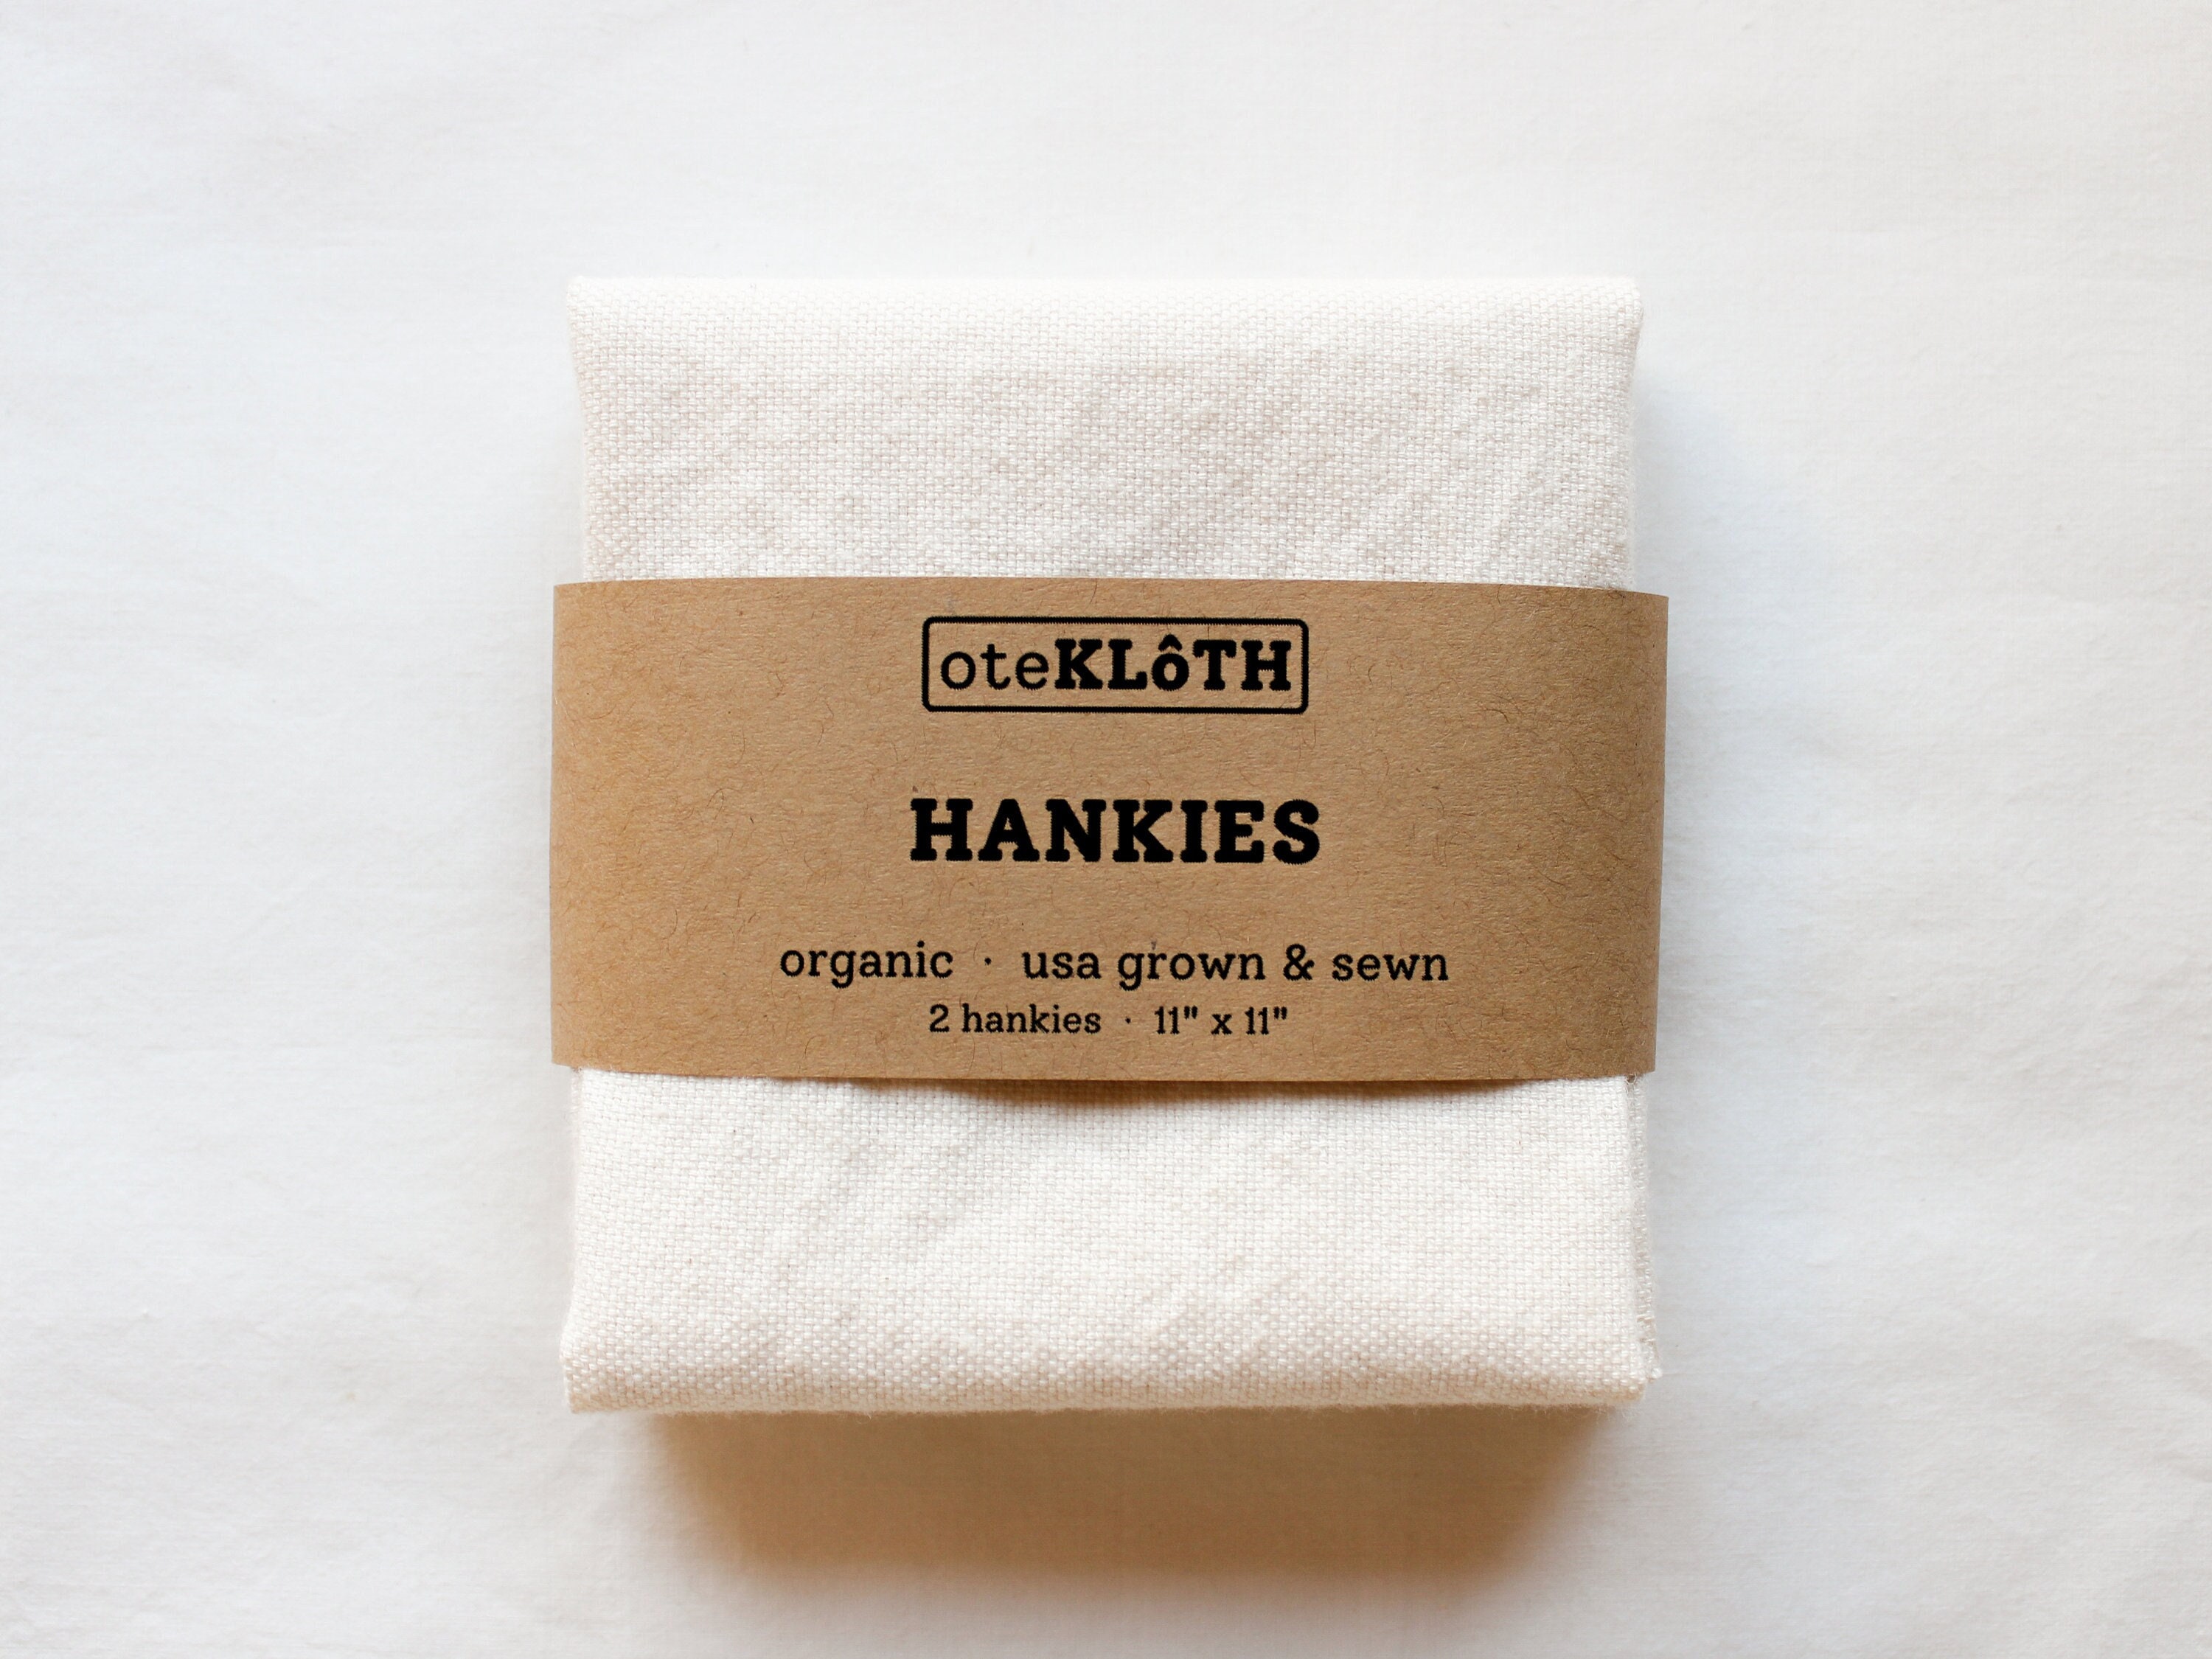 oteKLôTH
HANKIES
organic · usa grown & sewn
2 hankies · 11" x 11"